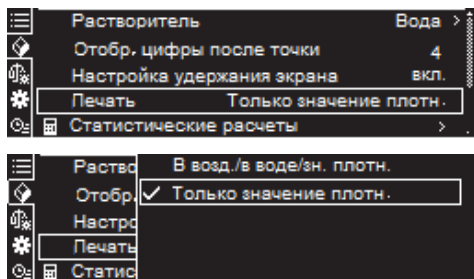 Растворитель Вода >
Отобр. цифры после точки 4
Настройка удержания экрана вкл.
Печать Только значение плотн.
Статистические расчеты >
Раство В возд./в воде/зн. плотн.
Отобр. ✓ Только значение плотн.
Настро
Печать
Статис